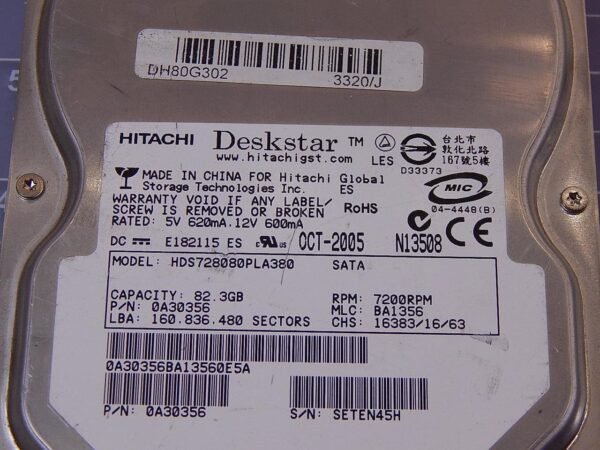 DH80G302 3320/J
HITACHI Deskstar ™
www.hitachigst.com
LES
D33373
台北市
敦化北路
167號5樓
MADE IN CHINA FOR Hitachi Global
Storage Technologies Inc. ES
WARRANTY VOID IF ANY LABEL/
SCREW IS REMOVED OR BROKEN
RoHS
MIC
04-4448(B)
RATED: 5V 620mA.12V 600mA
DC E182115 ES c US OCT-2005 N13508 CE
MODEL: HDS728080PLA380 SATA
CAPACITY: 82.3GB RPM: 7200RPM
P/N: 0A30356 MLC: BA1356
LBA: 160.836.480 SECTORS CHS: 16383/16/63
0A30356BA13560E5A
P/N: 0A30356 S/N: SETEN45H